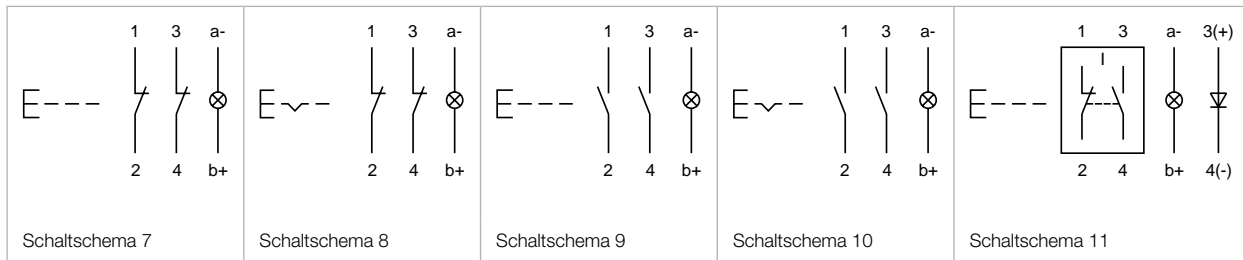 1 3 a-
2 4 b+
Schaltschema 7
1 3 a-
2 4 b+
Schaltschema 8
1 3 a-
2 4 b+
Schaltschema 9
1 3 a-
2 4 b+
Schaltschema 10
1 3 a- 3(+)
2 4 b+ 4(-)
Schaltschema 11